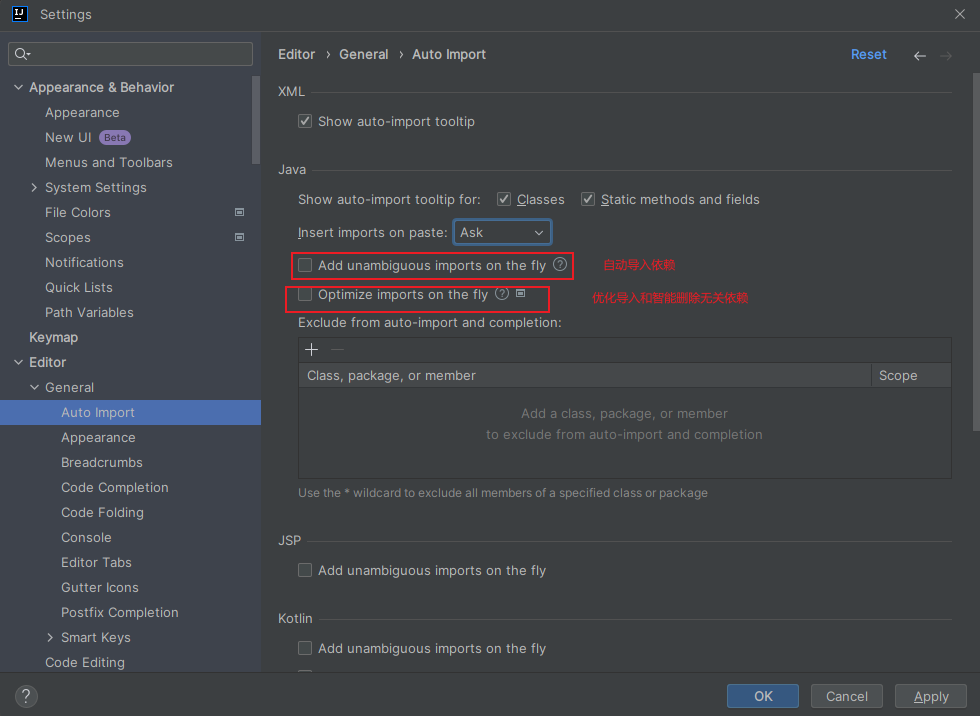 IJ Settings
Editor › General › Auto Import Reset
Appearance & Behavior
Appearance
New UI Beta
Menus and Toolbars
System Settings
File Colors
Scopes
Notifications
Quick Lists
Path Variables
Keymap
Editor
General
Auto Import
Appearance
Breadcrumbs
Code Completion
Code Folding
Console
Editor Tabs
Gutter Icons
Postfix Completion
Smart Keys
Code Editing
XML
Show auto-import tooltip
Java
Show auto-import tooltip for: Classes Static methods and fields
Insert imports on paste: Ask
Add unambiguous imports on the fly ? 自动导入依赖
Optimize imports on the fly ? 优化导入和智能删除无关依赖
Exclude from auto-import and completion:
Class, package, or member Scope
Add a class, package, or member
to exclude from auto-import and completion
Use the * wildcard to exclude all members of a specified class or package
JSP
Add unambiguous imports on the fly
Kotlin
Add unambiguous imports on the fly
? OK Cancel Apply